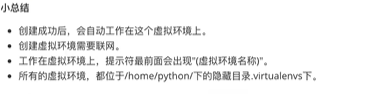 小总结
创建成功后，会自动工作在这个虚拟环境上。
创建虚拟环境需要联网。
工作在虚拟环境上，提示符最前面会出现"(虚拟环境名称)"。
所有的虚拟环境，都位于/home/python/下的隐藏目录.virtualenvs下。